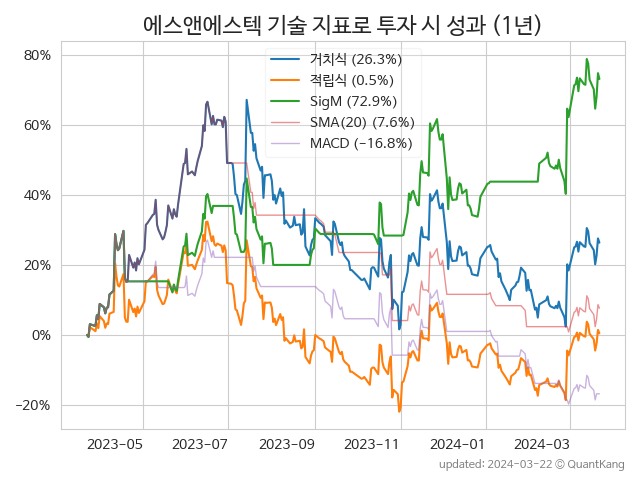 에스앤에스텍 기술 지표로 투자 시 성과 (1년)
거치식 (26.3%)
적립식 (0.5%)
SigM (72.9%)
SMA(20) (7.6%)
MACD (−16.8%)
80%
60%
40%
20%
0%
−20%
2023-05 2023-07 2023-09 2023-11 2024-01 2024-03
updated: 2024-03-22 © QuantKang